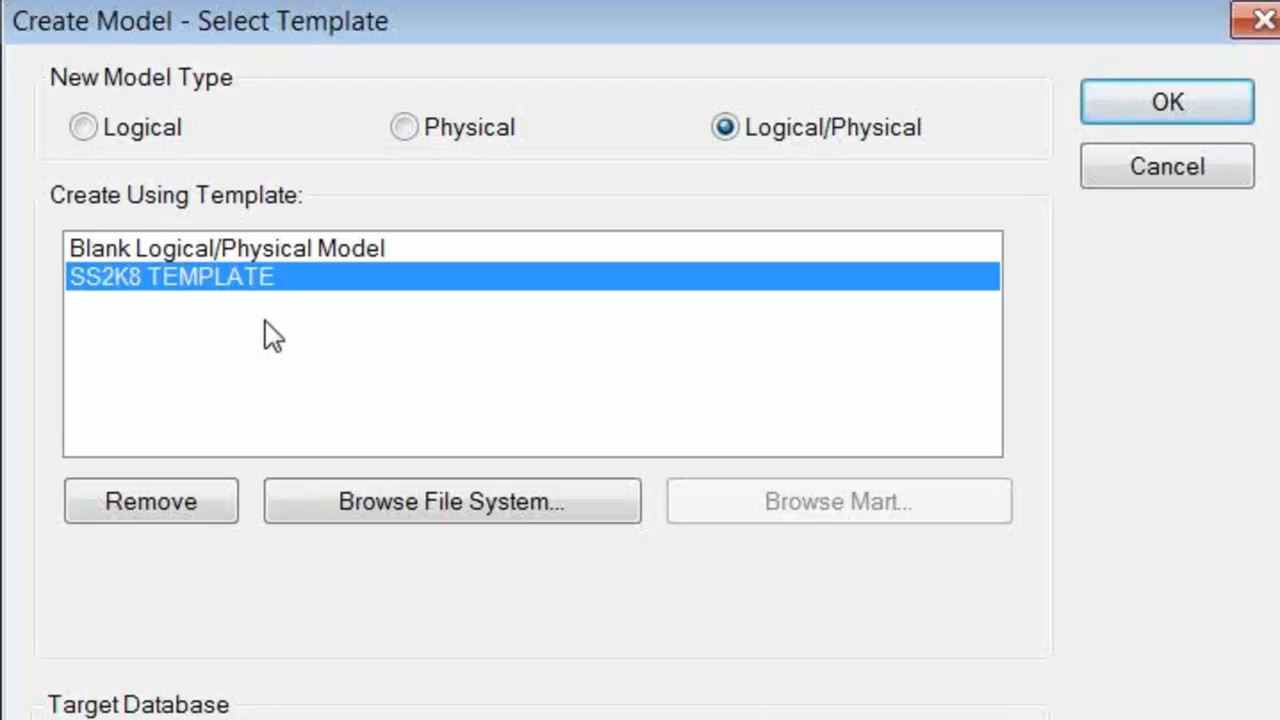 Create Model - Select Template
New Model Type
Logical
Physical
Logical/Physical
OK
Cancel
Create Using Template:
Blank Logical/Physical Model
SS2K8 TEMPLATE
Remove
Browse File System...
Browse Mart...
Target Database